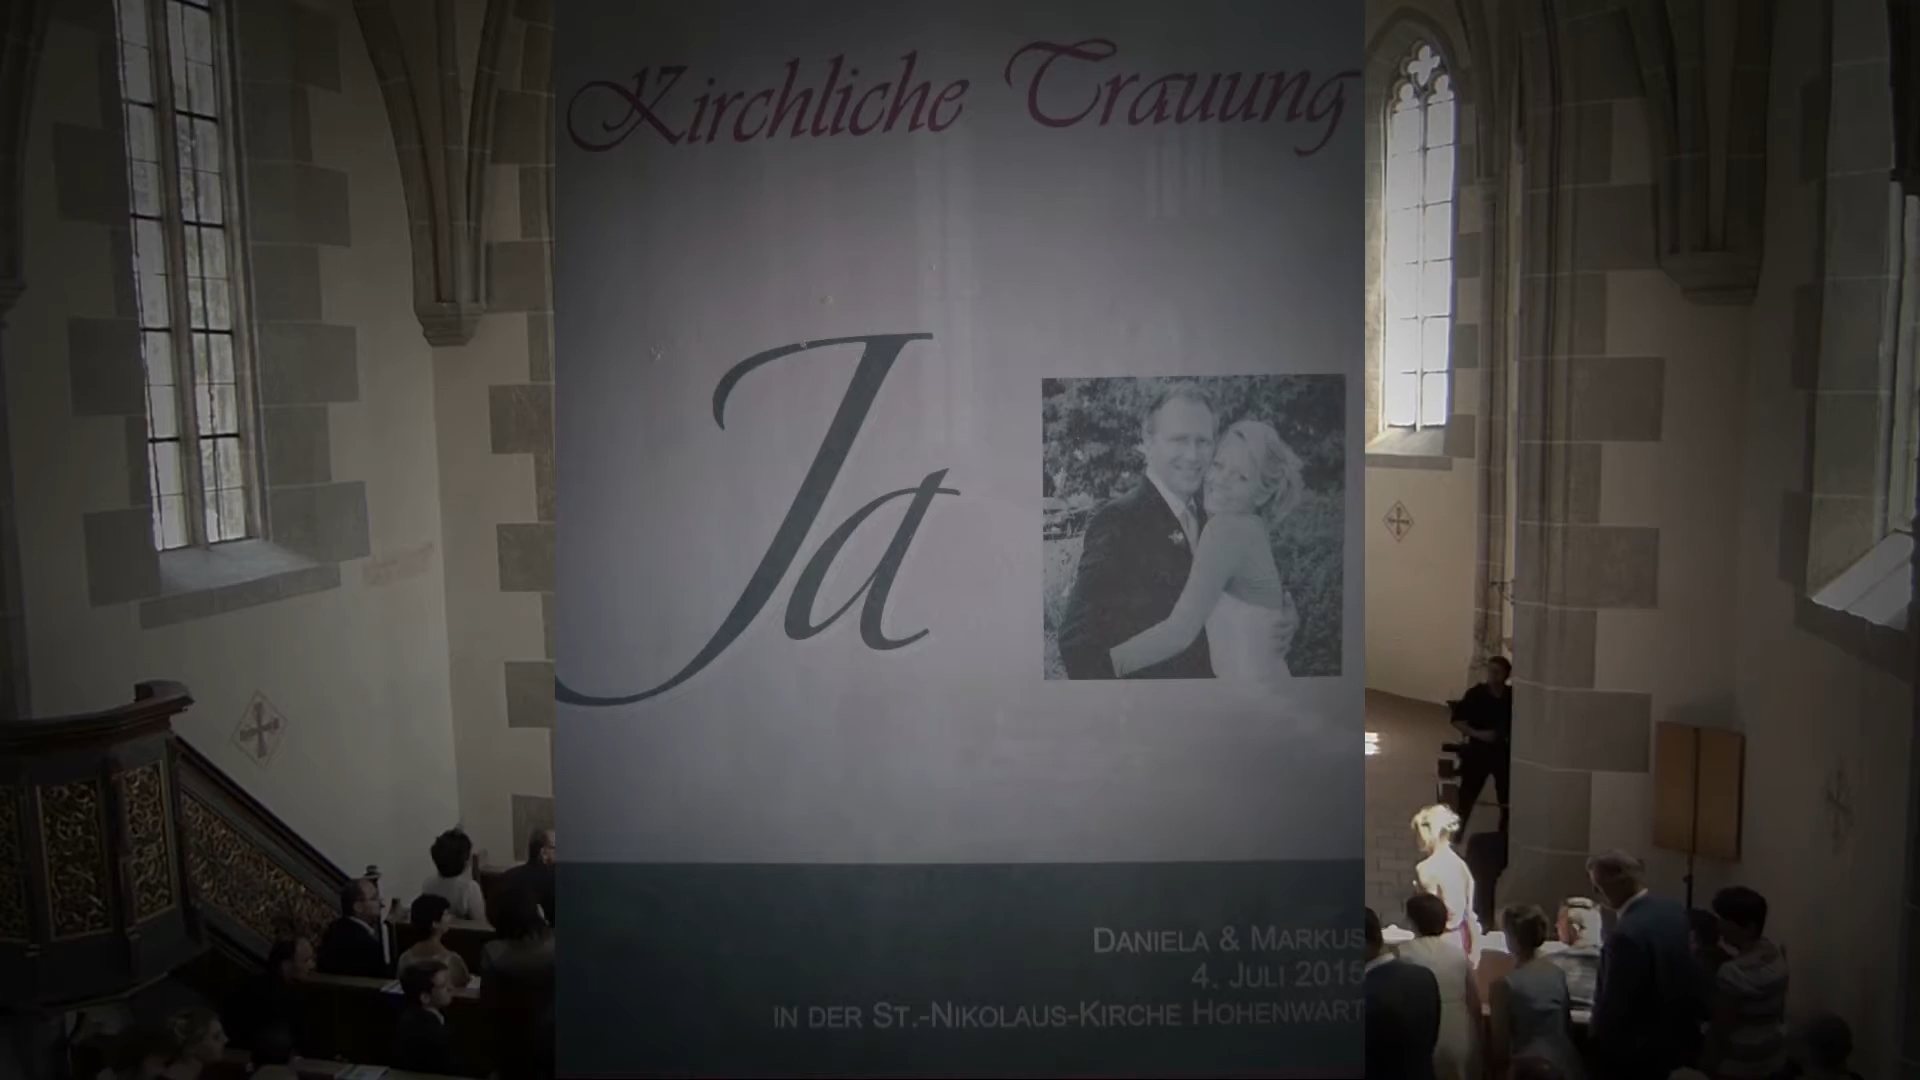 Kirchliche Trauung
Ja
DANIELA & MARKUS
4. JULI 2015
IN DER ST.-NIKOLAUS-KIRCHE HOHENWART